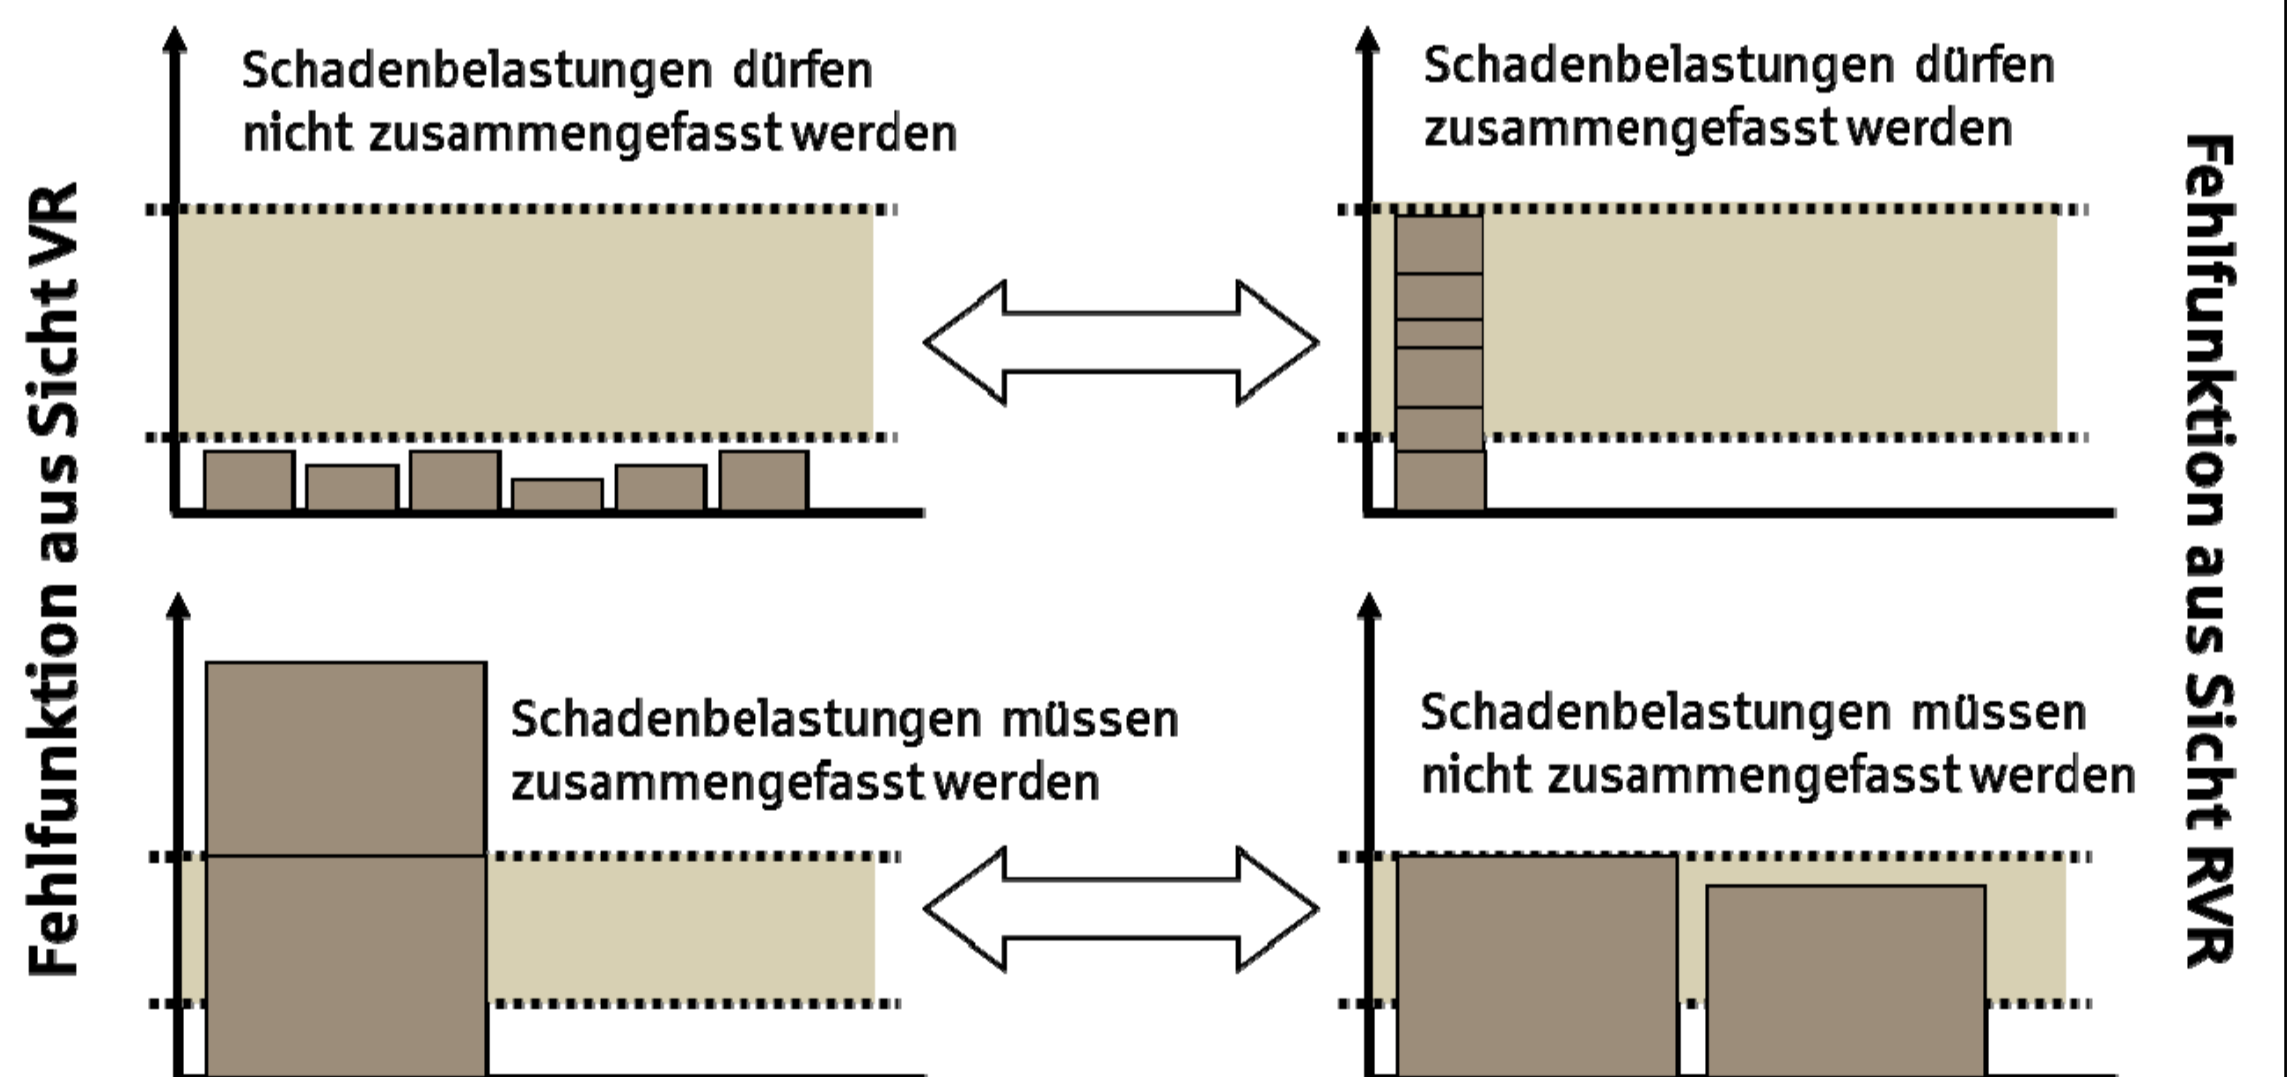 Fehlfunktion aus Sicht VR
Schadenbelastungen dürfen
nicht zusammengefasst werden
Schadenbelastungen dürfen
zusammengefasst werden
Schadenbelastungen müssen
zusammengefasst werden
Schadenbelastungen müssen
nicht zusammengefasst werden
Fehlfunktion aus Sicht RVR